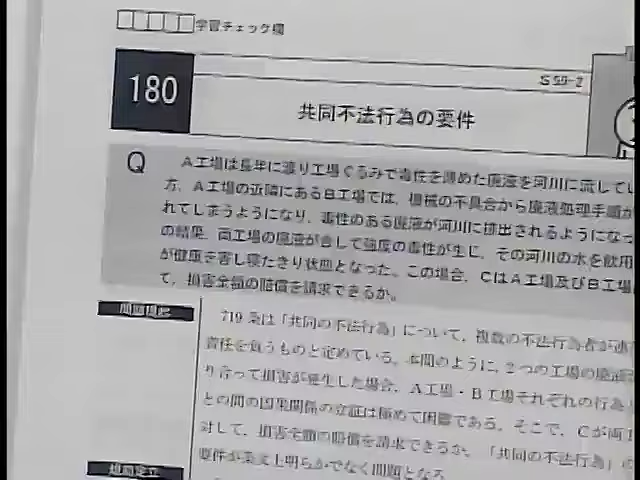 学習チェック欄
180
S 59-2
共同不法行為の要件
Q
A工場は長年に渡り工場ぐるみで毒性を薄めた廃液を河川に流して
方、A工場の近隣にあるB工場では、機械の不具合から廃液処理手順が
れてしまうようになり、毒性のある廃液が河川に排出されるようになっ
の結果、両工場の廃液が合して強度の毒性が生じ、その河川の水を飲用
が健康を害し寝たきり状態となった。この場合、CはA工場及びB工場
て、損害全額の賠償を請求できるか。
問題提起
719条は「共同の不法行為」について、複数の不法行為者が連
責任を負うものと定めている。本問のように、2つの工場の廃液
り合って損害が発生した場合、A工場・B工場それぞれの行為
との間の因果関係の立証は極めて困難である。そこで、Cが両
対して、損害全額の賠償を請求できるか。「共同の不法行為」の
要件が条文上明らかでなく問題となる